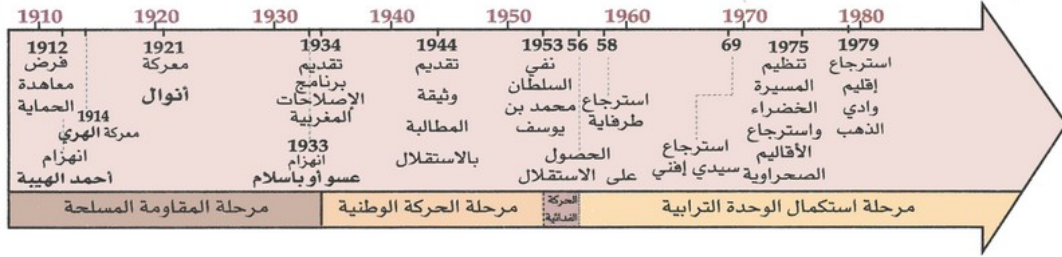 1910 1920 1930 1940 1950 1960 1970 1980
1912
فرض
معاهدة
الحماية
1914
معركة الهري
انهزام
أحمد الهيبة
1921
معركة
أنوال
1934
تقديم
برنامج
الإصلاحات
المغربية
1933
انهزام
عسو أو باسلام
1944
تقديم
وثيقة
المطالبة
بالاستقلال
1953
نفي
السلطان
محمد بن
يوسف
56
الحصول
على الاستقلال
58
استرجاع
طرفاية
69
استرجاع
سيدي إفني
1975
تنظيم
المسيرة
الخضراء
واسترجاع
الأقاليم
الصحراوية
1979
استرجاع
إقليم
وادي
الذهب
مرحلة المقاومة المسلحة
مرحلة الحركة الوطنية
الحركة
الفدائية
مرحلة استكمال الوحدة الترابية